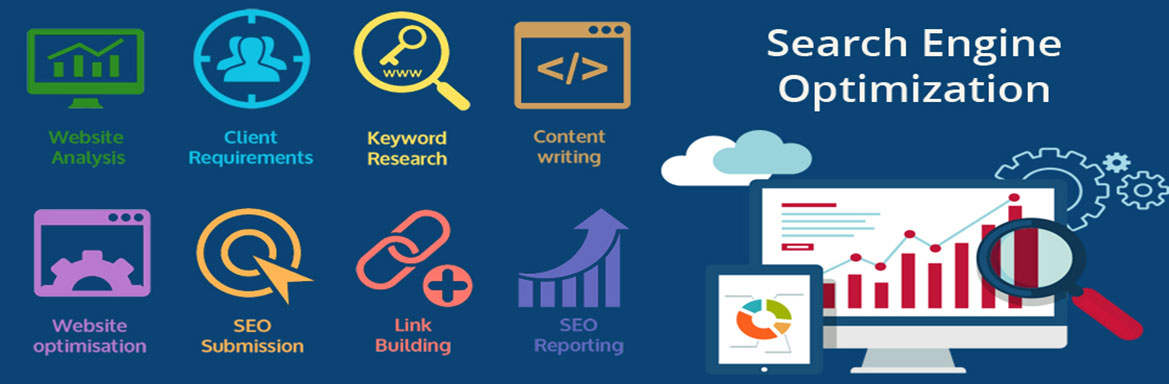 Search Engine
Optimization
Website
Analysis
Client
Requirements
www
Keyword
Research
</>
Content
writing
Website
optimisation
SEO
Submission
Link
Building
SEO
Reporting